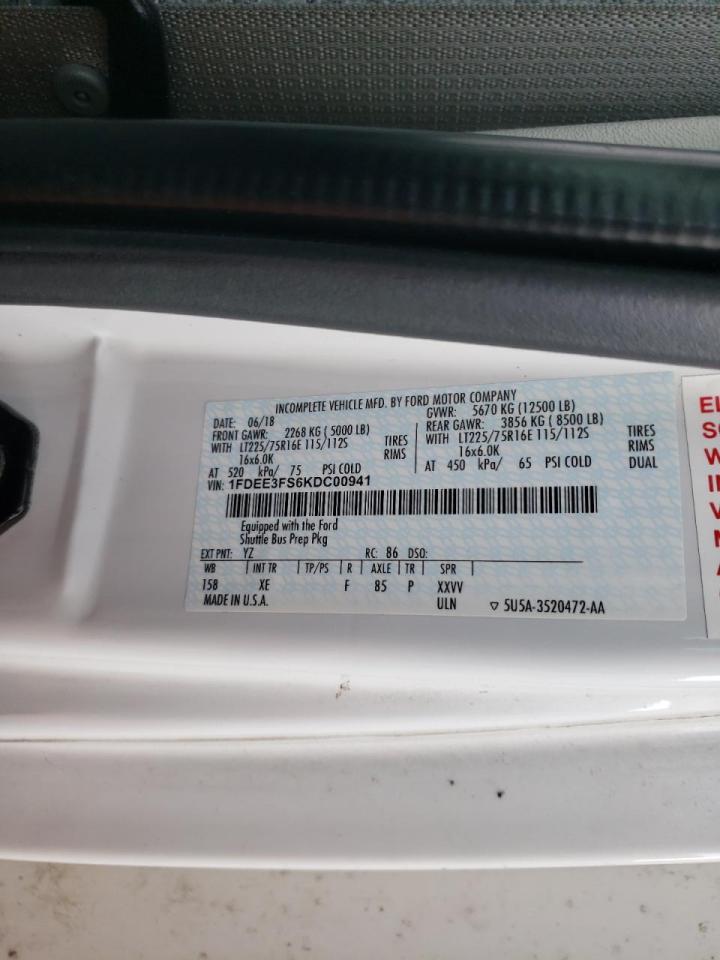 INCOMPLETE VEHICLE MFD. BY FORD MOTOR COMPANY
DATE: 06/18 GVWR: 5670 KG (12500 LB)
FRONT GAWR: 2268 KG ( 5000 LB) REAR GAWR: 3856 KG ( 8500 LB)
WITH LT225/75R16E 115/112S TIRES WITH LT225/75R16E 115/112S TIRES
16x6.0K RIMS 16x6.0K RIMS
AT 520 kPa/ 75 PSI COLD AT 450 kPa/ 65 PSI COLD DUAL
VIN: 1FDEE3FS6KDC00941
Equipped with the Ford
Shuttle Bus Prep Pkg
EXT PNT: YZ RC: 86 DSO:
WB INT TR TP/PS R AXLE TR SPR
158 XE F 85 P XXVV
MADE IN U.S.A. ULN ▽ 5U5A-3520472-AA